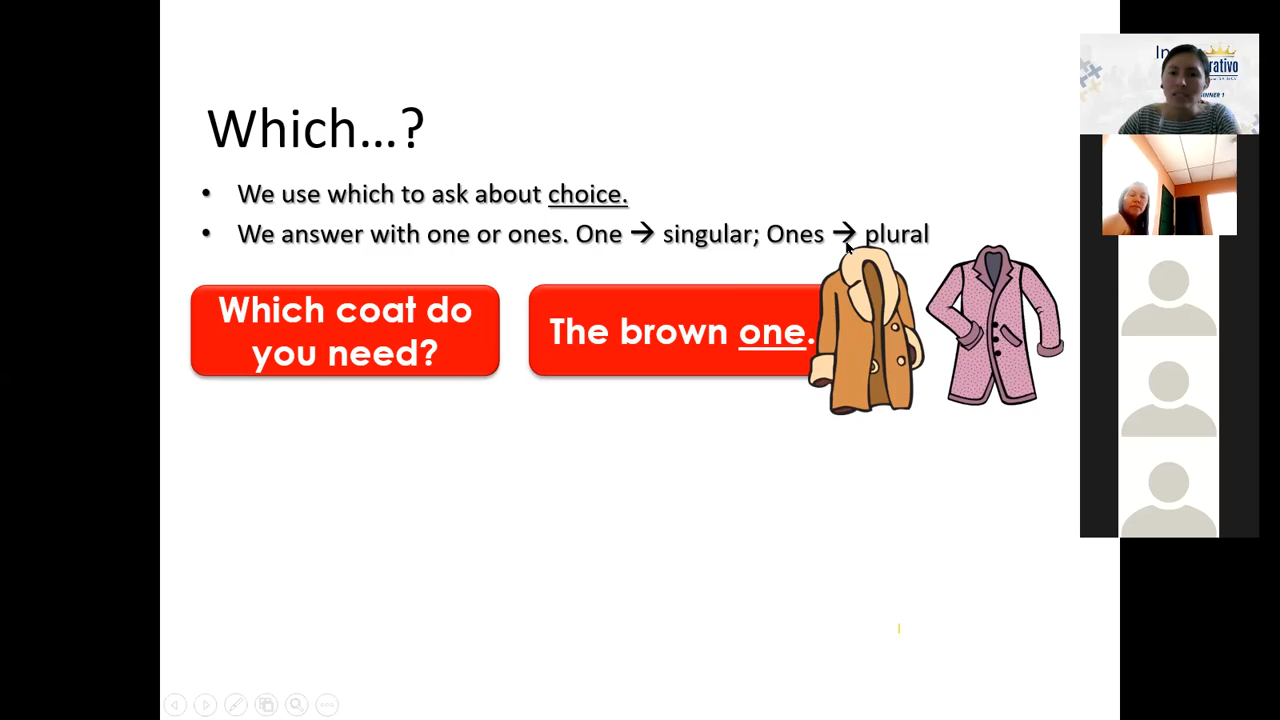 Which...?
• We use which to ask about choice.
• We answer with one or ones. One → singular; Ones → plural
Which coat do
you need?
The brown one.